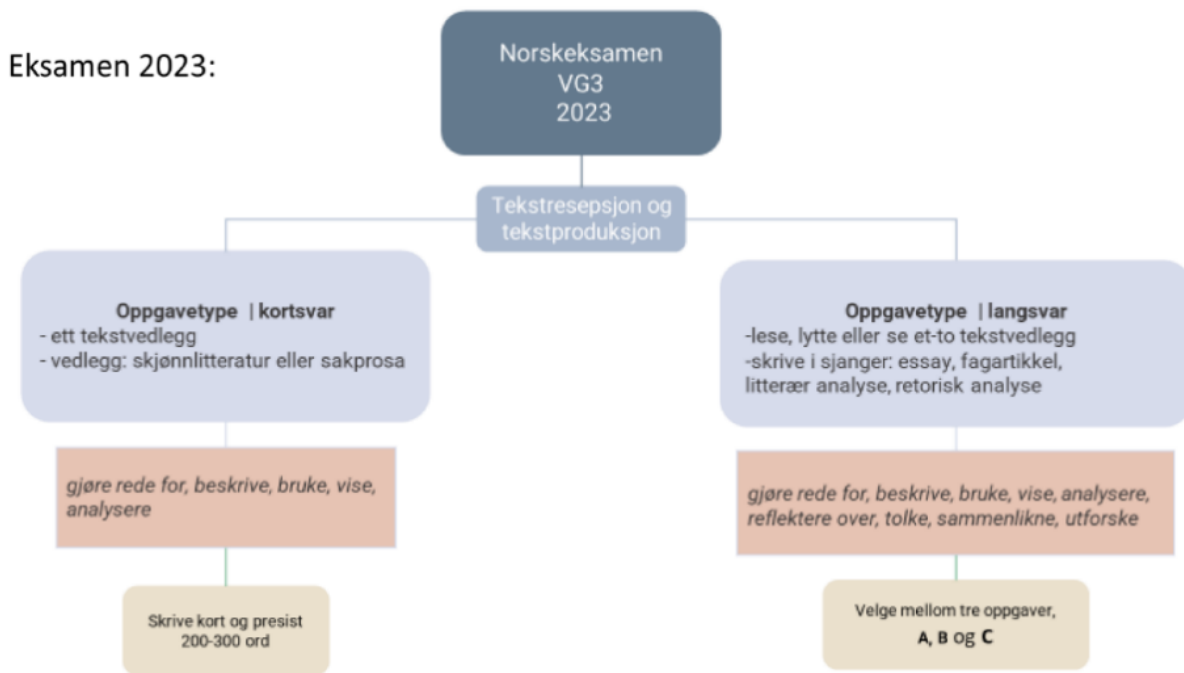 Eksamen 2023:
Norskeksamen
VG3
2023
Tekstresepsjon og
tekstproduksjon
Oppgavetype | kortsvar
- ett tekstvedlegg
- vedlegg: skjønnlitteratur eller sakprosa
gjøre rede for, beskrive, bruke, vise,
analysere
Skrive kort og presist
200-300 ord
Oppgavetype | langsvar
-lese, lytte eller se et-to tekstvedlegg
-skrive i sjanger: essay, fagartikkel,
litterær analyse, retorisk analyse
gjøre rede for, beskrive, bruke, vise, analysere,
reflektere over, tolke, sammenlikne, utforske
Velge mellom tre oppgaver,
A, B og C